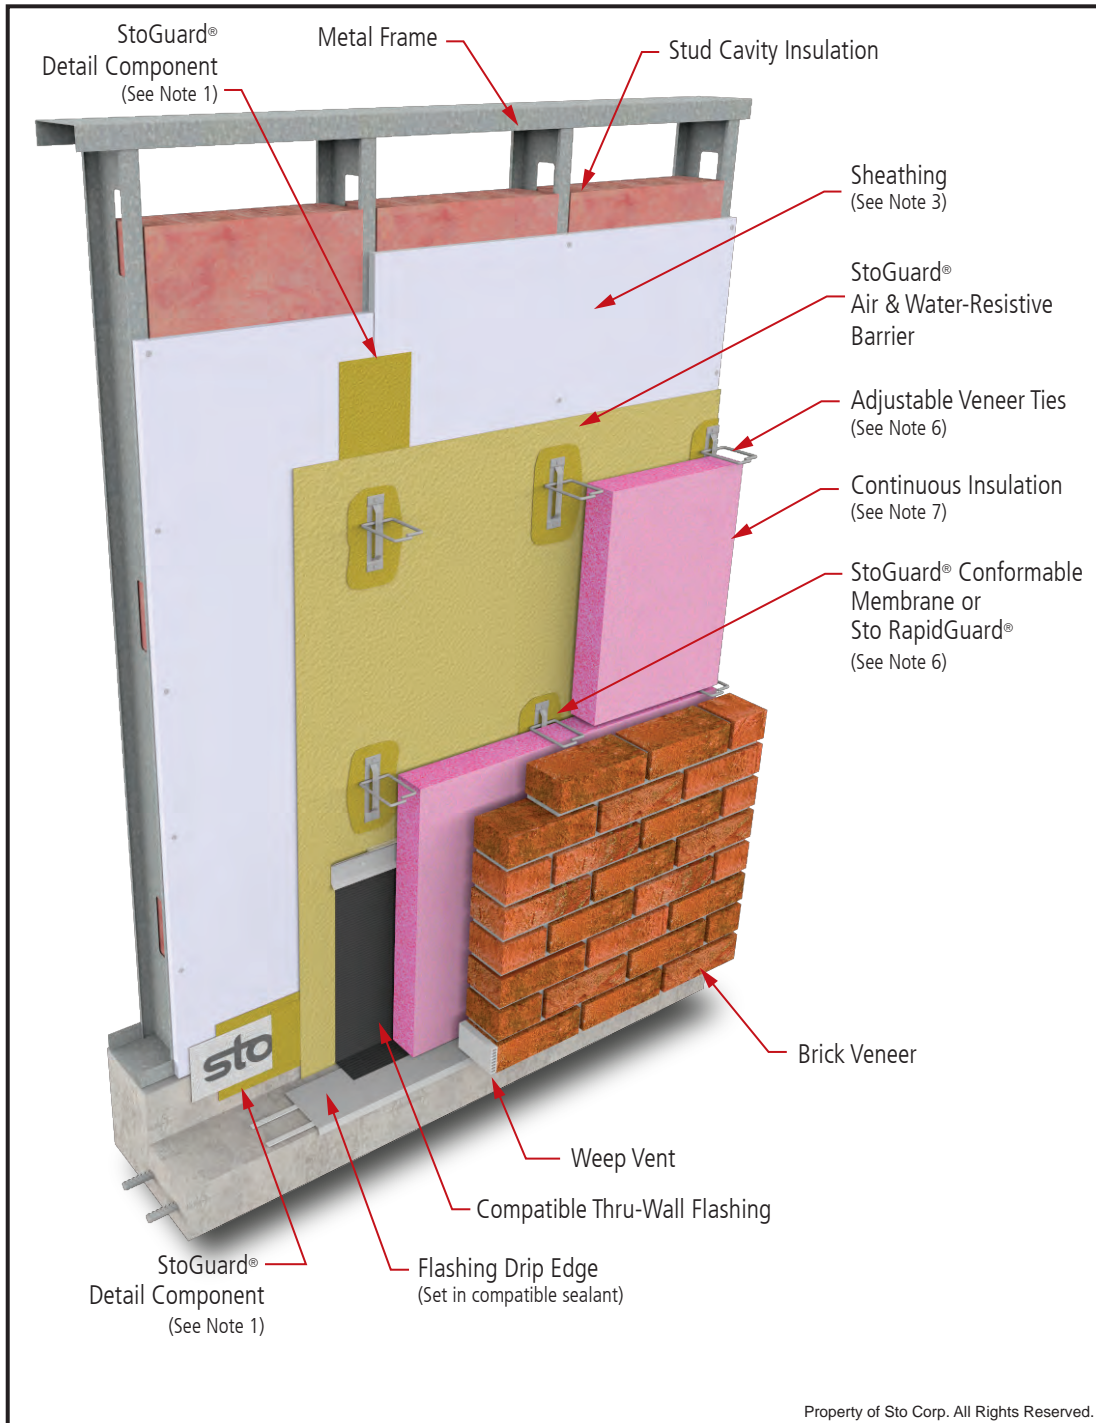 StoGuard®
Detail Component
(See Note 1)
Metal Frame
Stud Cavity Insulation
Sheathing
(See Note 3)
StoGuard®
Air & Water-Resistive
Barrier
Adjustable Veneer Ties
(See Note 6)
Continuous Insulation
(See Note 7)
StoGuard® Conformable
Membrane or
Sto RapidGuard®
(See Note 6)
sto
Brick Veneer
Weep Vent
Compatible Thru-Wall Flashing
Flashing Drip Edge
(Set in compatible sealant)
StoGuard®
Detail Component
(See Note 1)
Property of Sto Corp. All Rights Reserved.